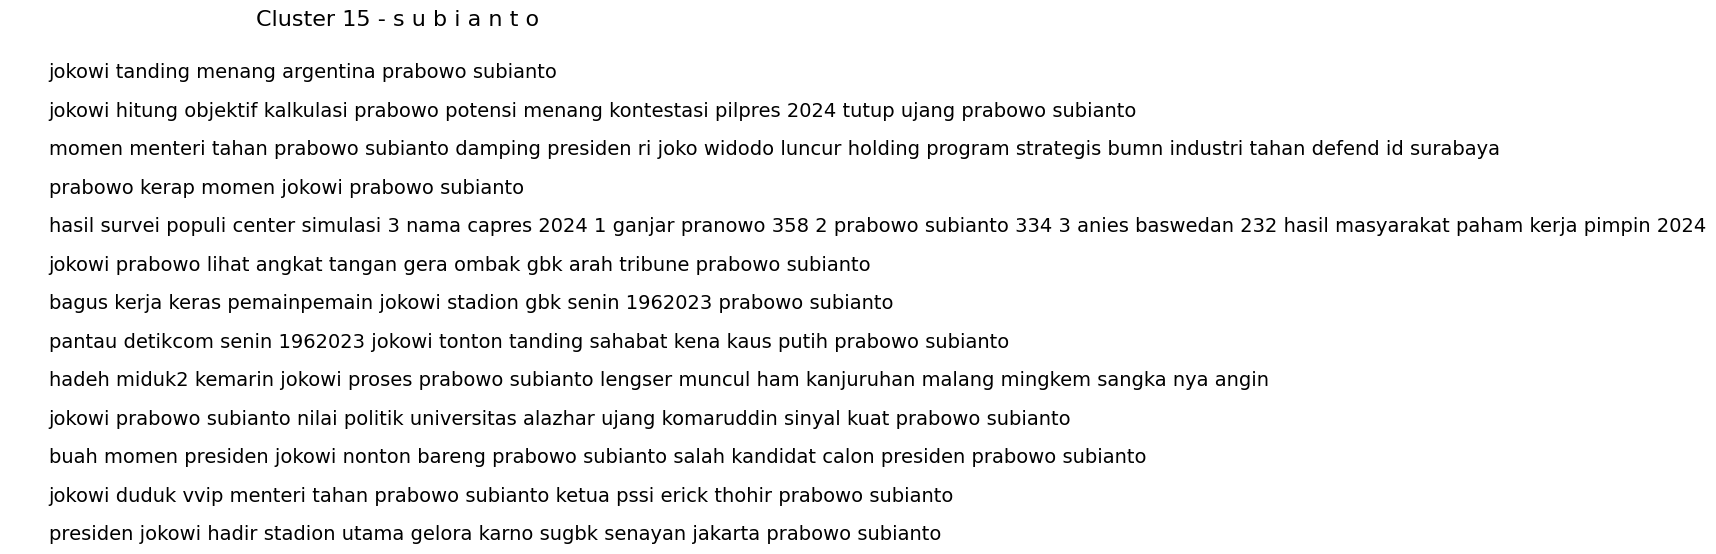 Cluster 15 - s u b i a n t o
jokowi tanding menang argentina prabowo subianto
jokowi hitung objektif kalkulasi prabowo potensi menang kontestasi pilpres 2024 tutup ujang prabowo subianto
momen menteri tahan prabowo subianto damping presiden ri joko widodo luncur holding program strategis bumn industri tahan defend id surabaya
prabowo kerap momen jokowi prabowo subianto
hasil survei populi center simulasi 3 nama capres 2024 1 ganjar pranowo 358 2 prabowo subianto 334 3 anies baswedan 232 hasil masyarakat paham kerja pimpin 2024
jokowi prabowo lihat angkat tangan gera ombak gbk arah tribune prabowo subianto
bagus kerja keras pemainpemain jokowi stadion gbk senin 1962023 prabowo subianto
pantau detikcom senin 1962023 jokowi tonton tanding sahabat kena kaus putih prabowo subianto
hadeh miduk2 kemarin jokowi proses prabowo subianto lengser muncul ham kanjuruhan malang mingkem sangka nya angin
jokowi prabowo subianto nilai politik universitas alazhar ujang komaruddin sinyal kuat prabowo subianto
buah momen presiden jokowi nonton bareng prabowo subianto salah kandidat calon presiden prabowo subianto
jokowi duduk vvip menteri tahan prabowo subianto ketua pssi erick thohir prabowo subianto
presiden jokowi hadir stadion utama gelora karno sugbk senayan jakarta prabowo subianto